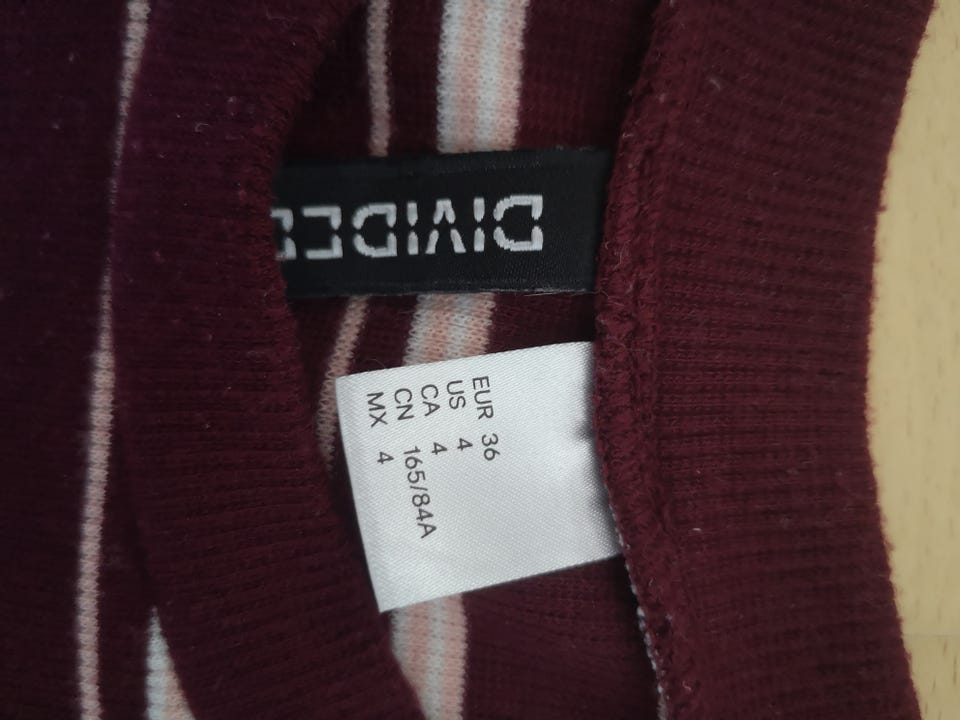 DIVIDED
EUR 36
US 4
CA 4
CN 165/84A
MX 4